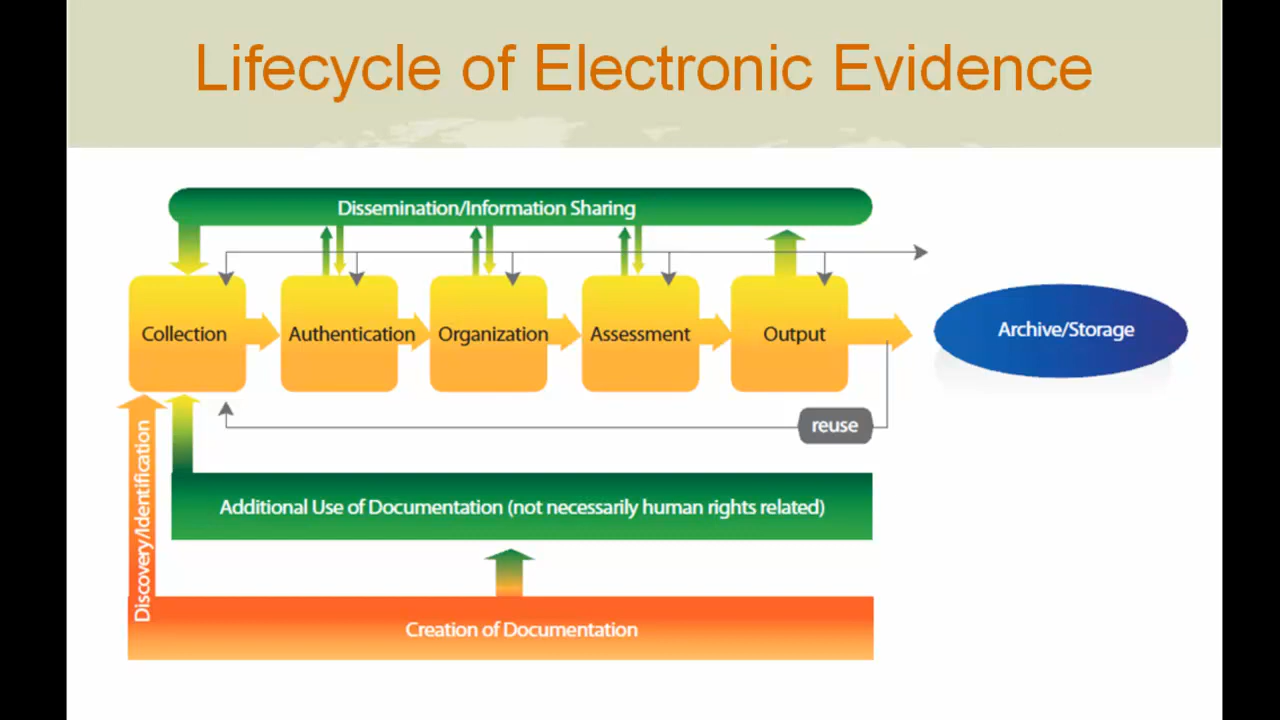 Lifecycle of Electronic Evidence
Dissemination/Information Sharing
Collection
Authentication
Organization
Assessment
Output
Archive/Storage
reuse
Discovery/Identification
Additional Use of Documentation (not necessarily human rights related)
Creation of Documentation